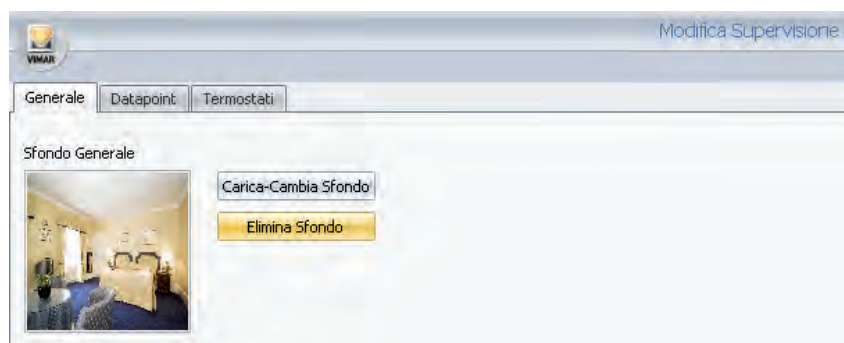 Modifica Supervisione
VIMAR
Generale
Datapoint
Termostati
Sfondo Generale
Carica-Cambia Sfondo
Elimina Sfondo